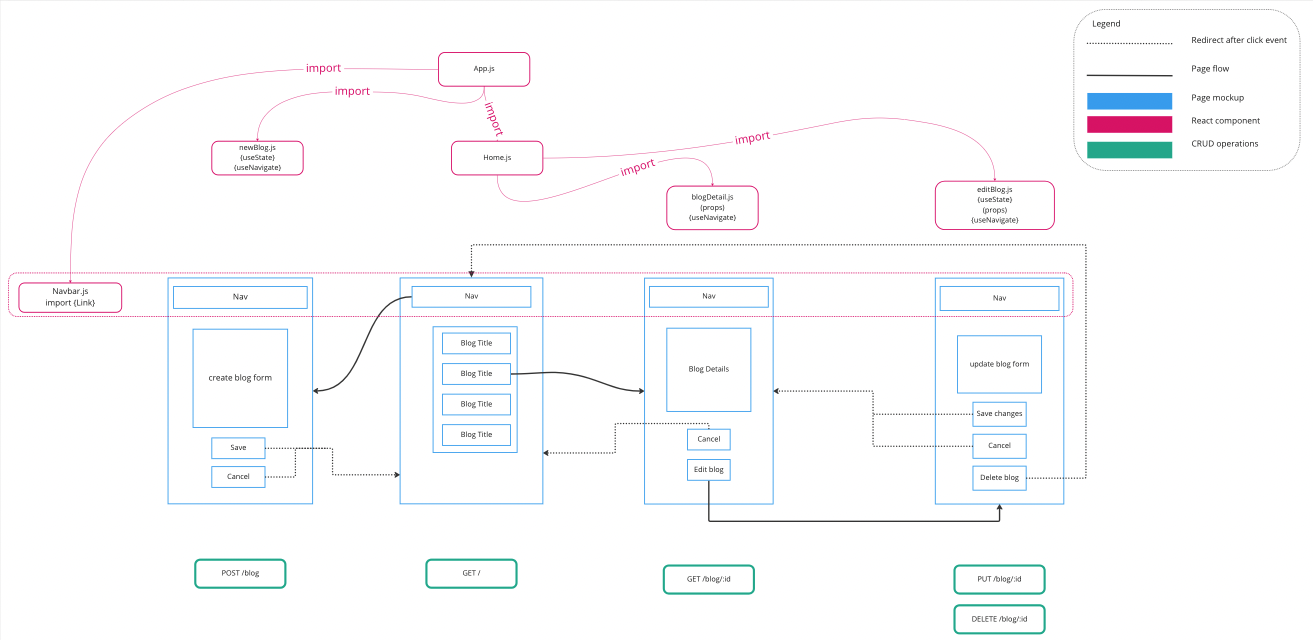 Legend
Redirect after click event
Page flow
Page mockup
React component
CRUD operations
App.js
import
import
import
newBlog.js
{useState}
{useNavigate}
Home.js
import
import
blogDetail.js
(props)
{useNavigate}
editBlog.js
{useState}
(props)
{useNavigate}
Navbar.js
import {Link}
Nav
create blog form
Save
Cancel
Nav
Blog Title
Blog Title
Blog Title
Blog Title
Nav
Blog Details
Cancel
Edit blog
Nav
update blog form
Save changes
Cancel
Delete blog
POST /blog
GET /
GET /blog/:id
PUT /blog/:id
DELETE /blog/:id